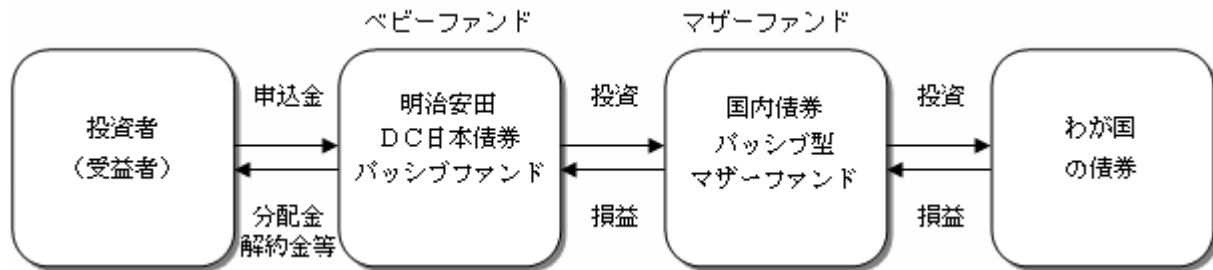 ベビーファンド
マザーファンド
投資者
（受益者）
申込金
分配金
解約金等
明治安田
ＤＣ日本債券
パッシブファンド
投資
損益
国内債券
パッシブ型
マザーファンド
投資
損益
わが国
の債券